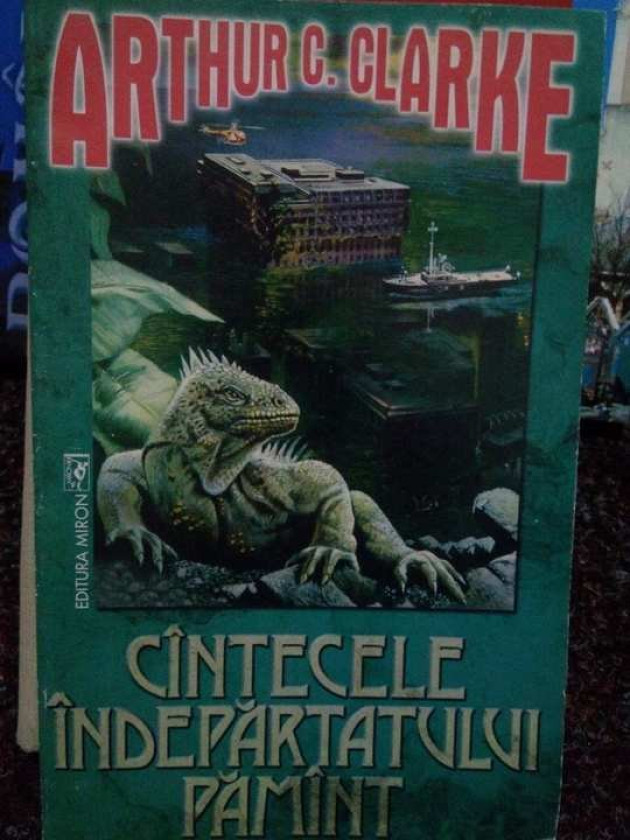 ARTHUR C. CLARKE
EDITURA MIRON
CÎNTECELE
ÎNDEPĂRTATULUI
PĂMÎNT